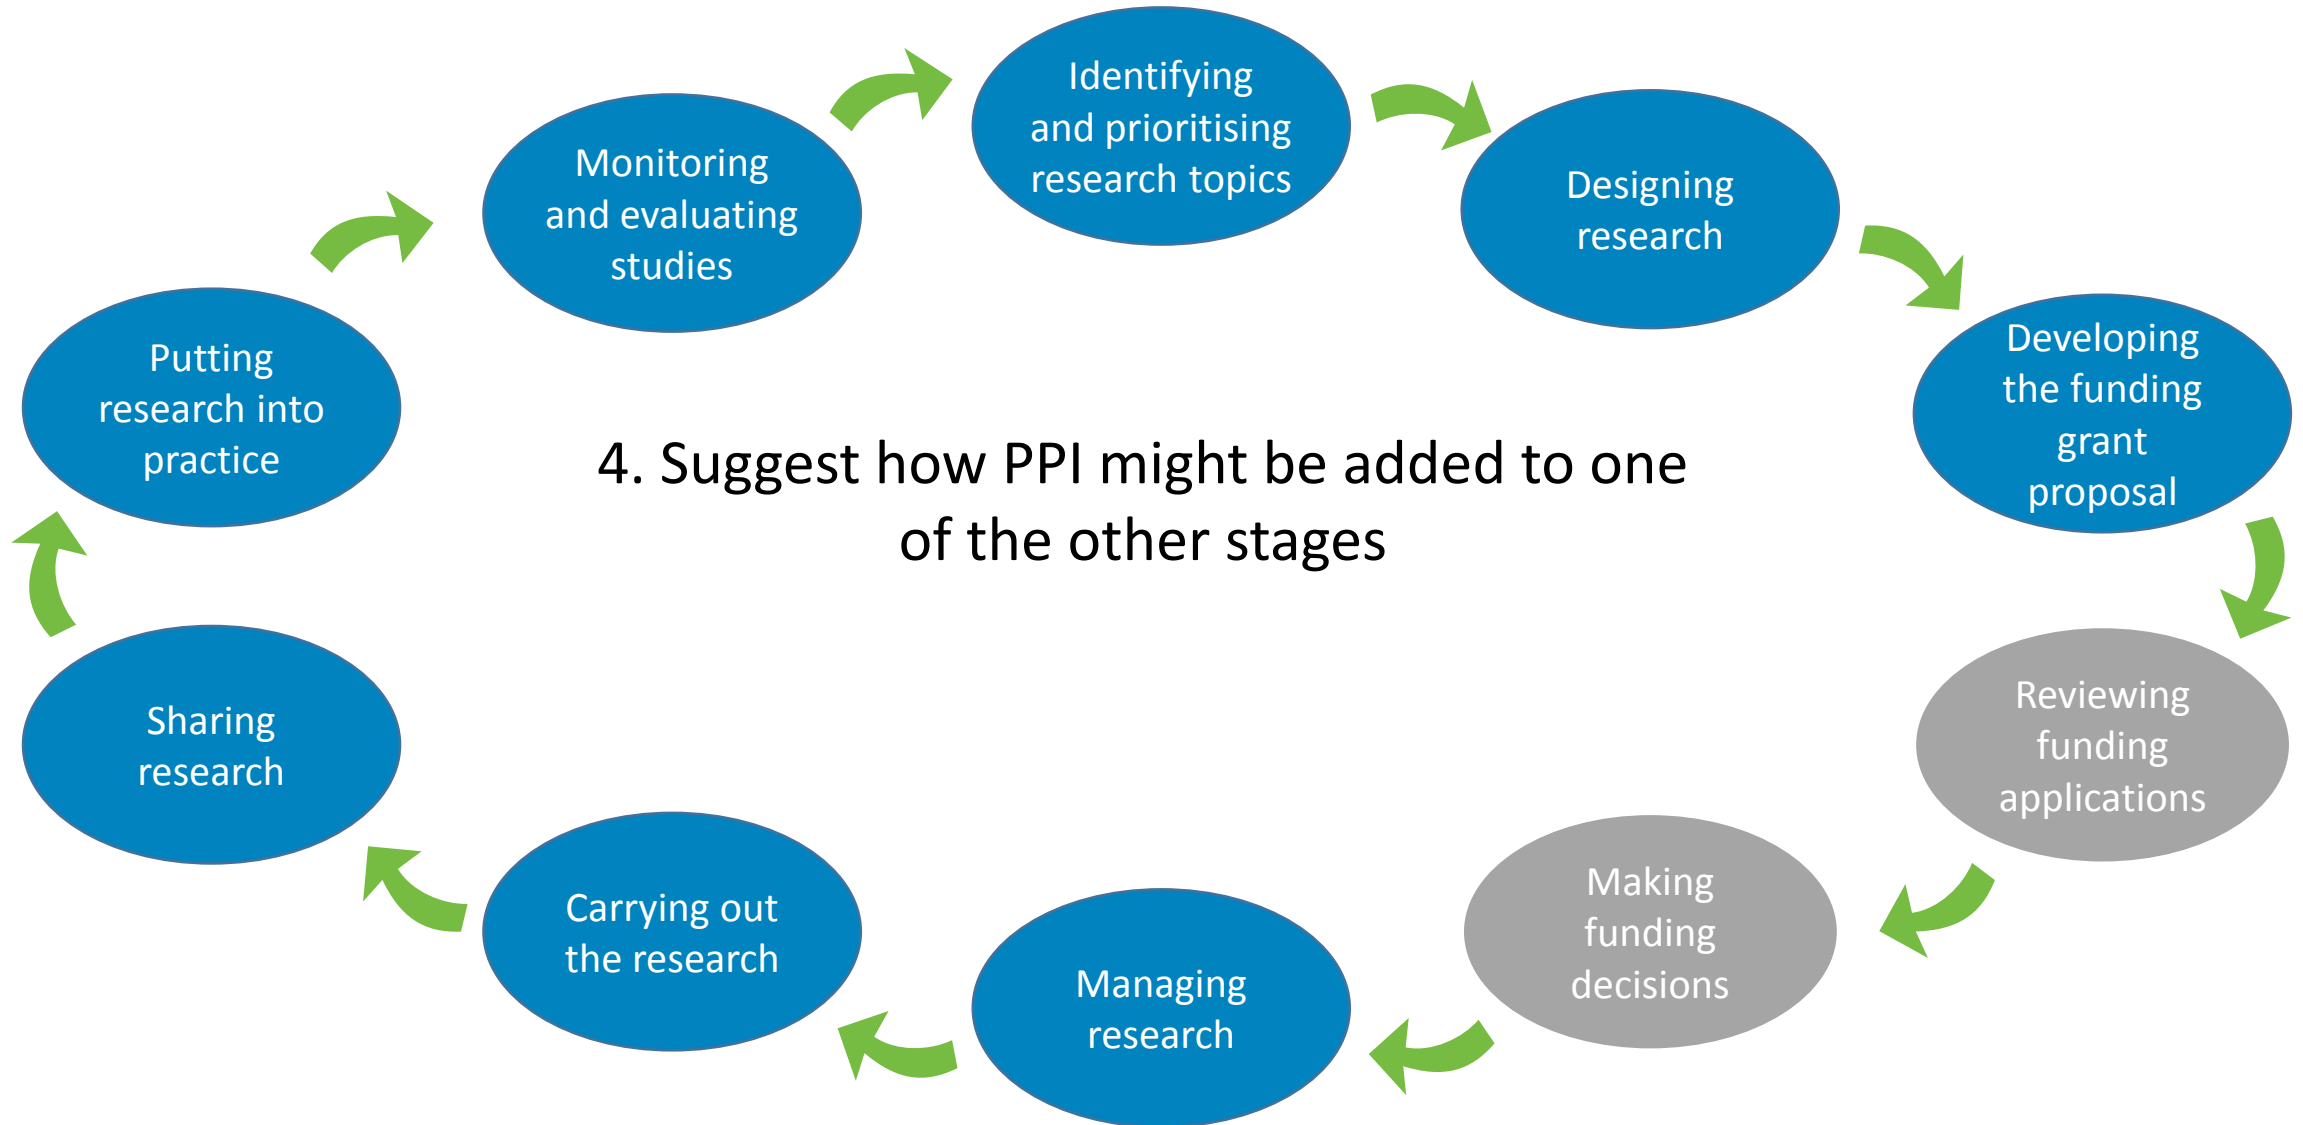 Identifying
and prioritising
research topics
Designing
research
Developing
the funding
grant
proposal
Reviewing
funding
applications
Making
funding
decisions
Managing
research
Carrying out
the research
Sharing
research
Putting
research into
practice
Monitoring
and evaluating
studies
4. Suggest how PPI might be added to one
of the other stages